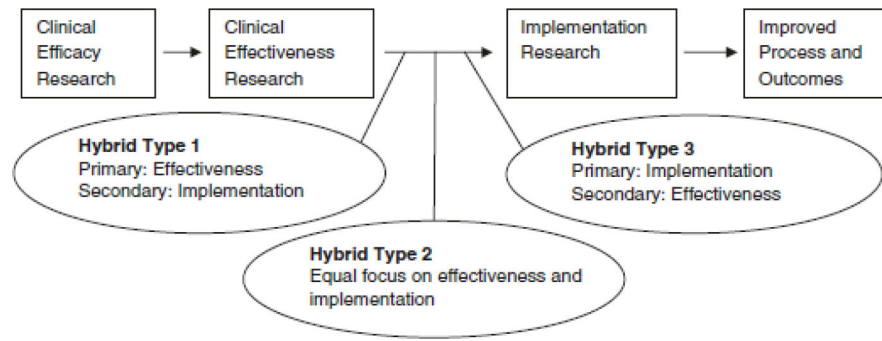 Clinical
Efficacy
Research
Clinical
Effectiveness
Research
Implementation
Research
Improved
Process and
Outcomes
Hybrid Type 1
Primary: Effectiveness
Secondary: Implementation
Hybrid Type 3
Primary: Implementation
Secondary: Effectiveness
Hybrid Type 2
Equal focus on effectiveness and
implementation